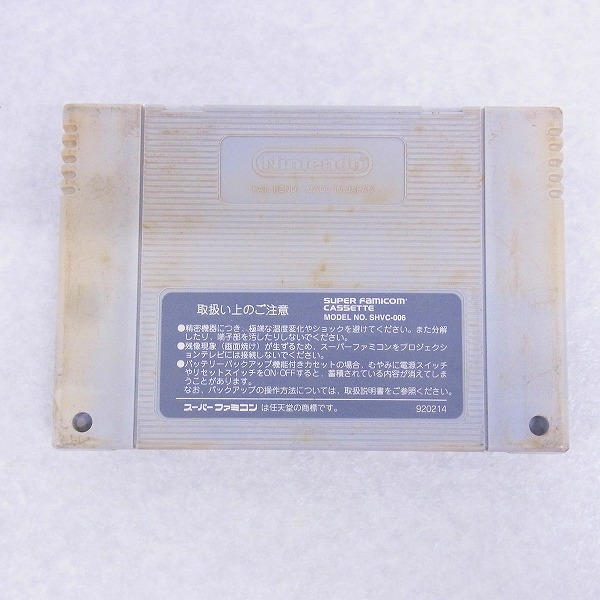 Nintendo
PAT. PEND. MADE IN JAPAN
取扱い上のご注意
SUPER FAMICOM
CASSETTE
MODEL NO. SHVC-006
●精密機器につき、極端な温度変化やショックを避けてください。また分解
したり、端子部を汚したりしないでください。
●残像現象(画面焼け)が生ずるため、スーパーファミコンをプロジェクシ
ョンテレビには接続しないでください。
●バッテリーバックアップ機能付きカセットの場合、むやみに電源スイッチ
やリセットスイッチをON・OFFすると、蓄積されている内容が消えてしま
うことがあります。
なお、バックアップの操作方法については、取扱説明書をご参照ください。
スーパーファミコン は任天堂の商標です。
920214